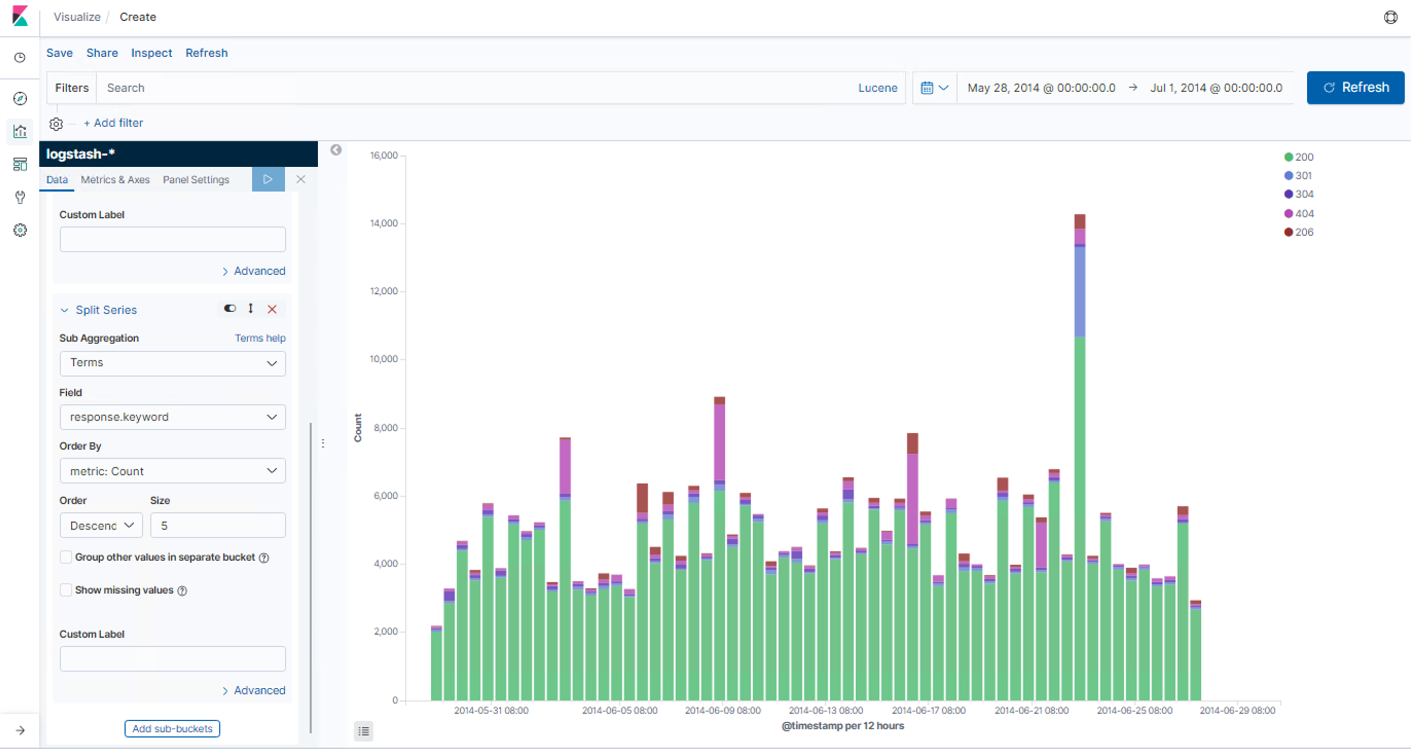 Visualize / Create
Save Share Inspect Refresh
Filters Search Lucene May 28, 2014 @ 00:00:00.0 → Jul 1, 2014 @ 00:00:00.0 Refresh
+ Add filter
logstash-*
Data Metrics & Axes Panel Settings
Custom Label
Advanced
Split Series
Sub Aggregation Terms help
Terms
Field
response.keyword
Order By
metric: Count
Order Size
Descenc 5
Group other values in separate bucket
Show missing values
Custom Label
Advanced
Add sub-buckets
Count
16,000
14,000
12,000
10,000
8,000
6,000
4,000
2,000
0
2014-05-31 08:00 2014-06-05 08:00 2014-06-09 08:00 2014-06-13 08:00 2014-06-17 08:00 2014-06-21 08:00 2014-06-25 08:00 2014-06-29 08:00
@timestamp per 12 hours
200
301
304
404
206